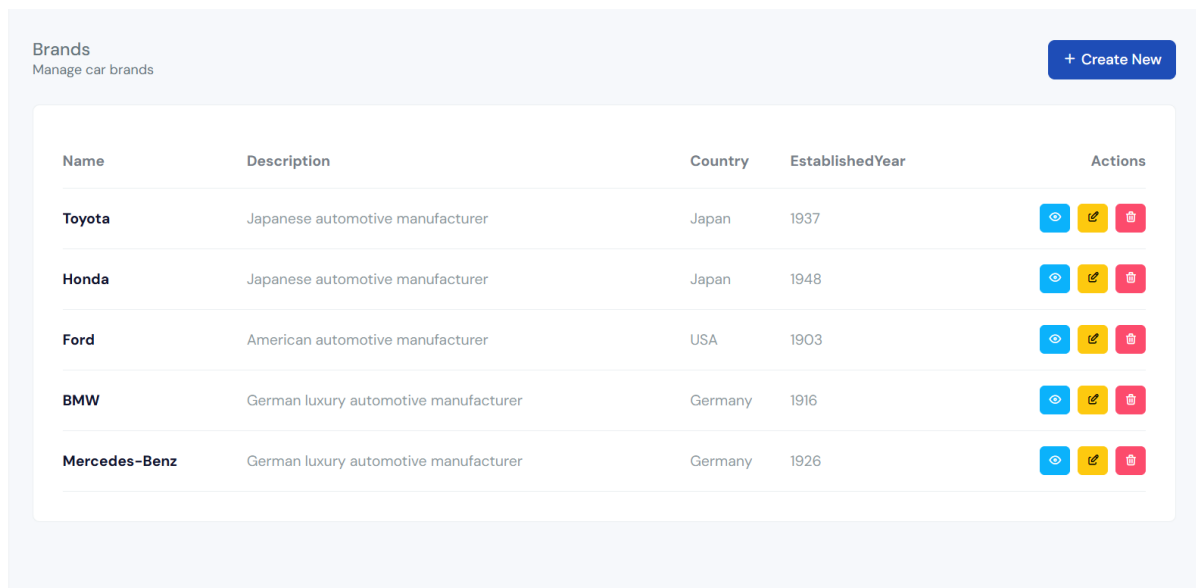 Brands
Manage car brands
+ Create New
Name Description Country EstablishedYear Actions
Toyota Japanese automotive manufacturer Japan 1937
Honda Japanese automotive manufacturer Japan 1948
Ford American automotive manufacturer USA 1903
BMW German luxury automotive manufacturer Germany 1916
Mercedes-Benz German luxury automotive manufacturer Germany 1926